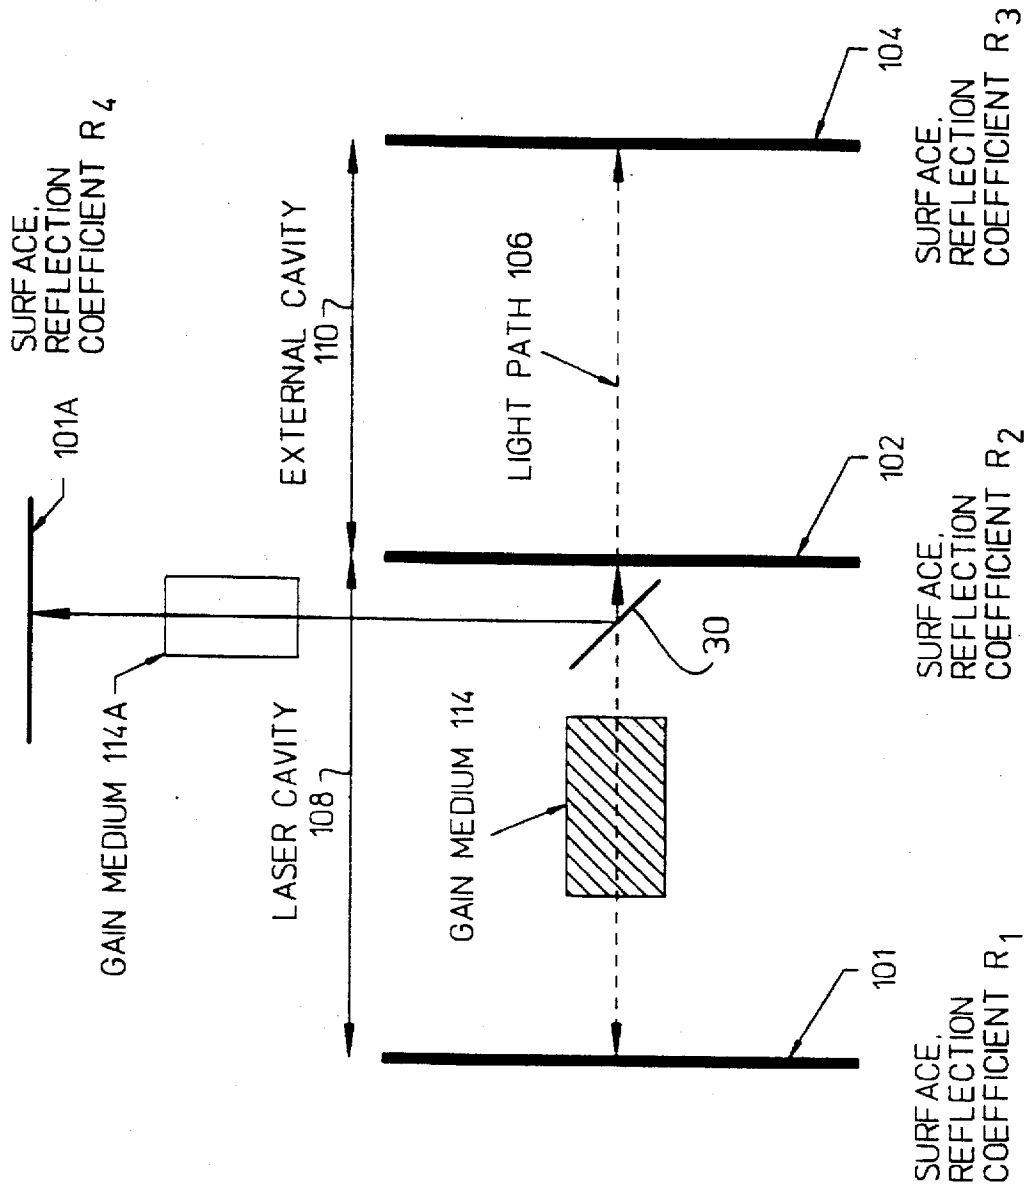 SURFACE,
REFLECTION
COEFFICIENT R4
101A
GAIN MEDIUM 114A
LASER CAVITY
108
EXTERNAL CAVITY
110
GAIN MEDIUM 114
LIGHT PATH 106
30
101
102
104
SURFACE,
REFLECTION
COEFFICIENT R1
SURFACE,
REFLECTION
COEFFICIENT R2
SURFACE,
REFLECTION
COEFFICIENT R3